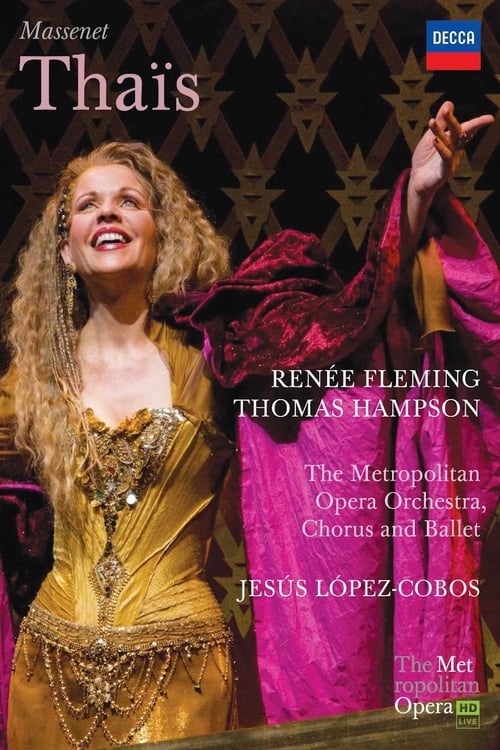 Massenet
Thaïs
DECCA
RENÉE FLEMING
THOMAS HAMPSON
The Metropolitan
Opera Orchestra,
Chorus and Ballet
JESÚS LÓPEZ-COBOS
The Met
ropolitan
Opera HD
LIVE